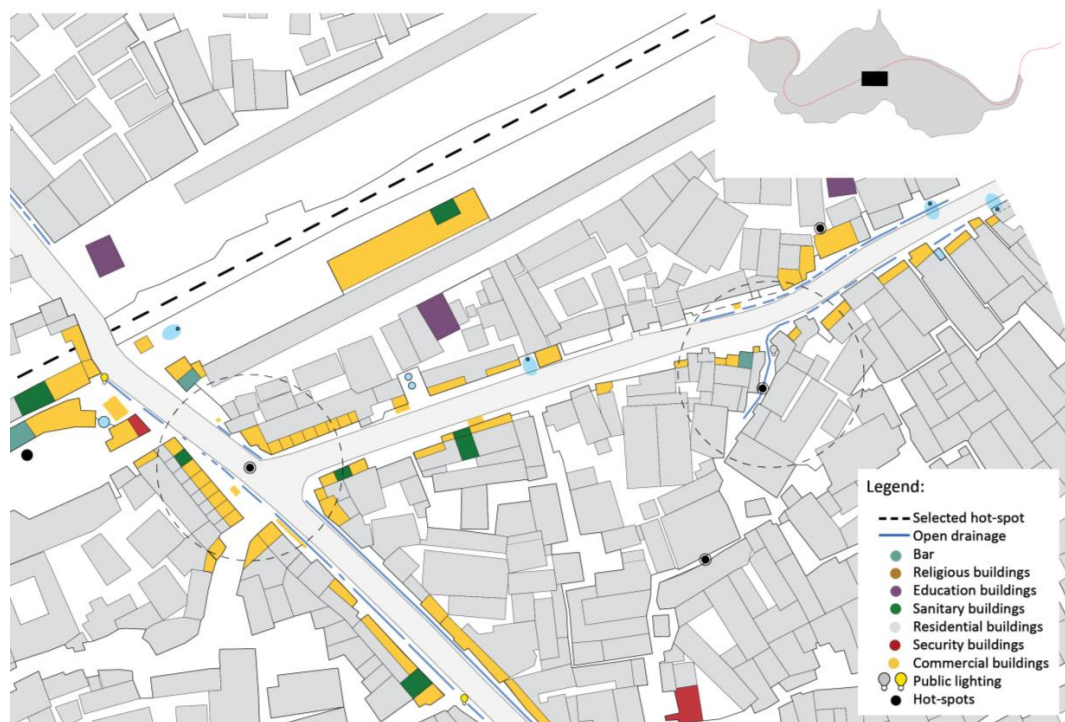 Legend:
Selected hot-spot
Open drainage
Bar
Religious buildings
Education buildings
Sanitary buildings
Residential buildings
Security buildings
Commercial buildings
Public lighting
Hot-spots